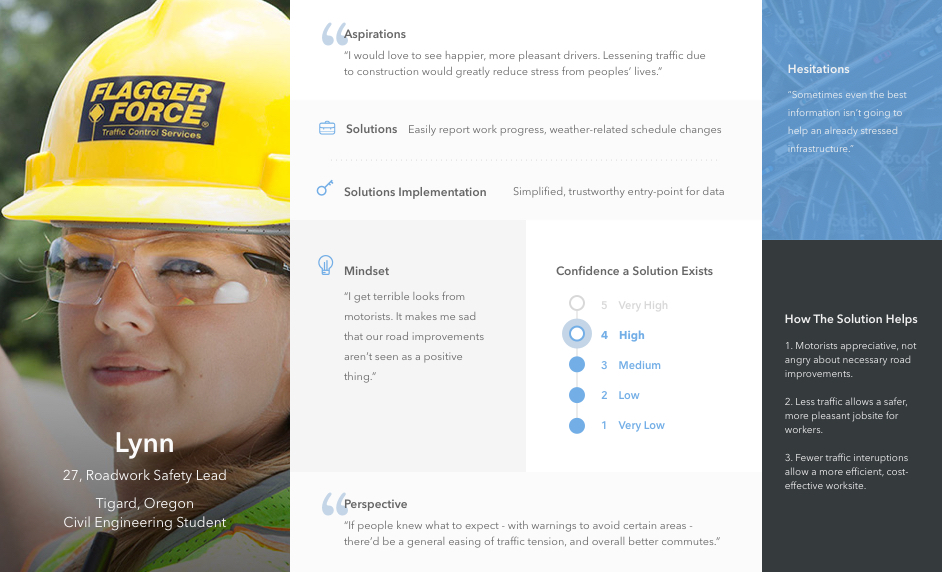 FLAGGER
FORCE
Traffic Control Services
Lynn
27, Roadwork Safety Lead
Tigard, Oregon
Civil Engineering Student
Aspirations
“I would love to see happier, more pleasant drivers. Lessening traffic due
to construction would greatly reduce stress from peoples’ lives.”
Solutions Easily report work progress, weather-related schedule changes
Solutions Implementation Simplified, trustworthy entry-point for data
Mindset
“I get terrible looks from
motorists. It makes me sad
that our road improvements
aren’t seen as a positive
thing.”
Confidence a Solution Exists
5 Very High
4 High
3 Medium
2 Low
1 Very Low
Perspective
“If people knew what to expect - with warnings to avoid certain areas -
there’d be a general easing of traffic tension, and overall better commutes.”
Hesitations
“Sometimes even the best
information isn’t going to
help an already stressed
infrastructure.”
iStock
iStock
How The Solution Helps
1. Motorists appreciative, not
angry about necessary road
improvements.
2. Less traffic allows a safer,
more pleasant jobsite for
workers.
3. Fewer traffic interuptions
allow a more efficient, cost-
effective worksite.